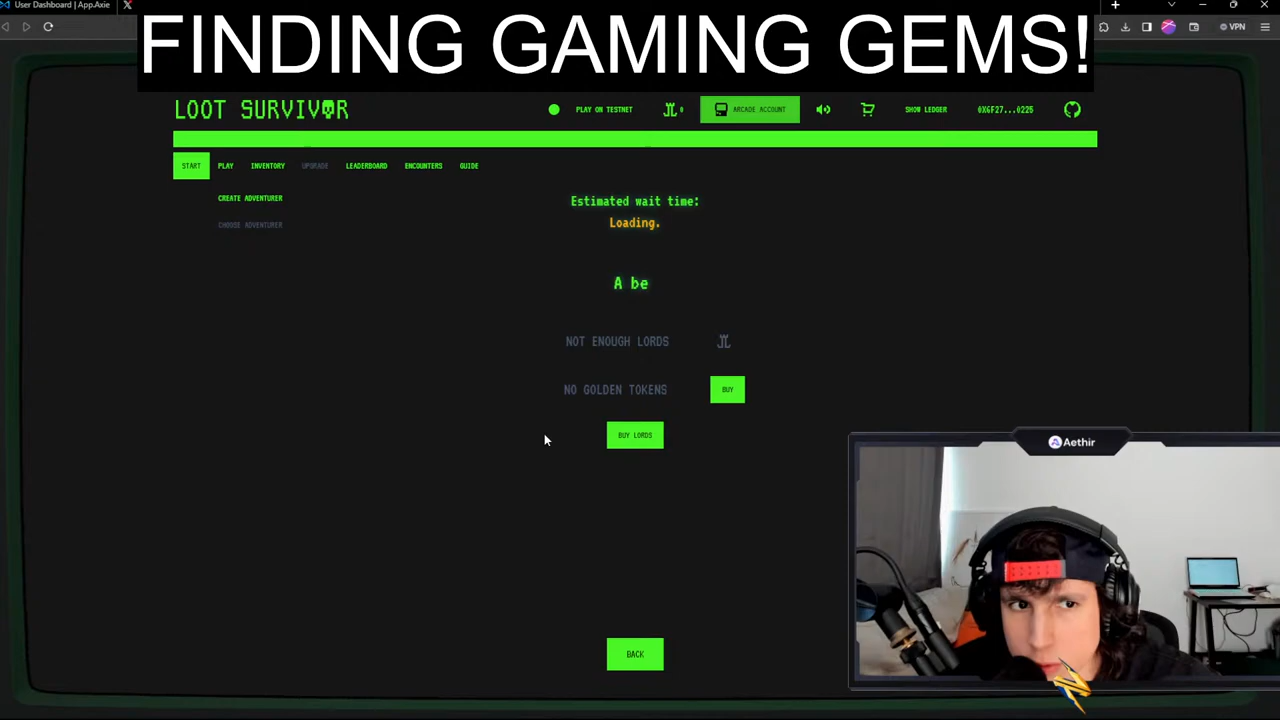 User Dashboard | App.Axie
VPN
FINDING GAMING GEMS!
LOOT SURVIVOR
PLAY ON TESTNET
0
ARCADE ACCOUNT
SHOW LEDGER
0X6F27...0225
START
PLAY
INVENTORY
UPGRADE
LEADERBOARD
ENCOUNTERS
GUIDE
CREATE ADVENTURER
CHOOSE ADVENTURER
Estimated wait time:
Loading.
A be
NOT ENOUGH LORDS
NO GOLDEN TOKENS
BUY
BUY LORDS
Aethir
BACK